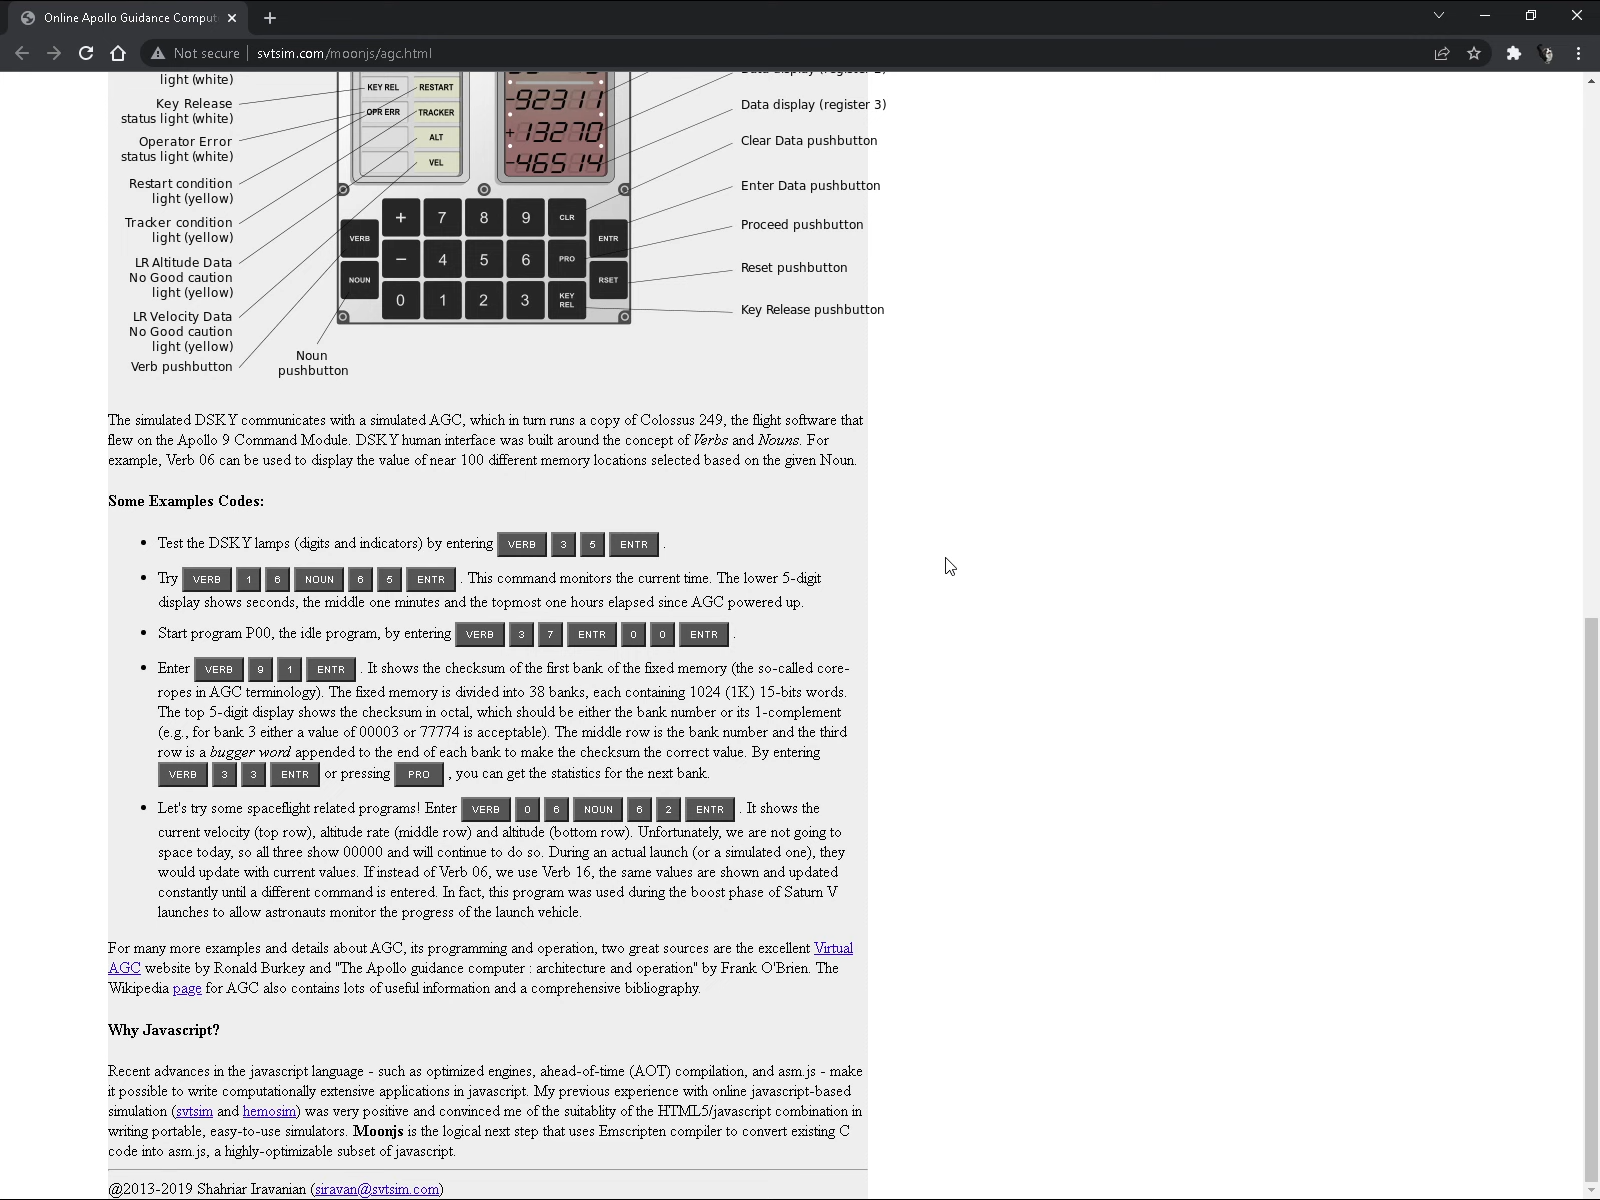 Online Apollo Guidance Comput
Not secure
svtsim.com/moonjs/agc.html
light (white)
Key Release
status light (white)
Operator Error
status light (white)
Restart condition
light (yellow)
Tracker condition
light (yellow)
LR Altitude Data
No Good caution
light (yellow)
LR Velocity Data
No Good caution
light (yellow)
Verb pushbutton
Noun
pushbutton
KEY REL RESTART
OPR ERR TRACKER
ALT
VEL
-92311
+13270
-46514
+ 7 8 9 CLR
VERB ENTR
- 4 5 6 PRO
NOUN RSET
0 1 2 3 KEY
REL
Data display (register 2)
Data display (register 3)
Clear Data pushbutton
Enter Data pushbutton
Proceed pushbutton
Reset pushbutton
Key Release pushbutton
The simulated DSKY communicates with a simulated AGC, which in turn runs a copy of Colossus 249, the flight software that
flew on the Apollo 9 Command Module. DSKY human interface was built around the concept of Verbs and Nouns. For
example, Verb 06 can be used to display the value of near 100 different memory locations selected based on the given Noun.
Some Examples Codes:
• Test the DSKY lamps (digits and indicators) by entering VERB 3 5 ENTR .
• Try VERB 1 6 NOUN 6 5 ENTR . This command monitors the current time. The lower 5-digit
display shows seconds, the middle one minutes and the topmost one hours elapsed since AGC powered up.
• Start program P00, the idle program, by entering VERB 3 7 ENTR 0 0 ENTR .
• Enter VERB 9 1 ENTR . It shows the checksum of the first bank of the fixed memory (the so-called core-
ropes in AGC terminology). The fixed memory is divided into 38 banks, each containing 1024 (1K) 15-bits words.
The top 5-digit display shows the checksum in octal, which should be either the bank number or its 1-complement
(e.g., for bank 3 either a value of 00003 or 77774 is acceptable). The middle row is the bank number and the third
row is a bugger word appended to the end of each bank to make the checksum the correct value. By entering
VERB 3 3 ENTR or pressing PRO , you can get the statistics for the next bank.
• Let's try some spaceflight related programs! Enter VERB 0 6 NOUN 6 2 ENTR . It shows the
current velocity (top row), altitude rate (middle row) and altitude (bottom row). Unfortunately, we are not going to
space today, so all three show 00000 and will continue to do so. During an actual launch (or a simulated one), they
would update with current values. If instead of Verb 06, we use Verb 16, the same values are shown and updated
constantly until a different command is entered. In fact, this program was used during the boost phase of Saturn V
launches to allow astronauts monitor the progress of the launch vehicle.
For many more examples and details about AGC, its programming and operation, two great sources are the excellent Virtual
AGC website by Ronald Burkey and "The Apollo guidance computer : architecture and operation" by Frank O'Brien. The
Wikipedia page for AGC also contains lots of useful information and a comprehensive bibliography.
Why Javascript?
Recent advances in the javascript language - such as optimized engines, ahead-of-time (AOT) compilation, and asm.js - make
it possible to write computationally extensive applications in javascript. My previous experience with online javascript-based
simulation (svtsim and hemosim) was very positive and convinced me of the suitablity of the HTML5/javascript combination in
writing portable, easy-to-use simulators. Moonjs is the logical next step that uses Emscripten compiler to convert existing C
code into asm.js, a highly-optimizable subset of javascript.
@2013-2019 Shahriar Iravanian (siravan@svtsim.com)